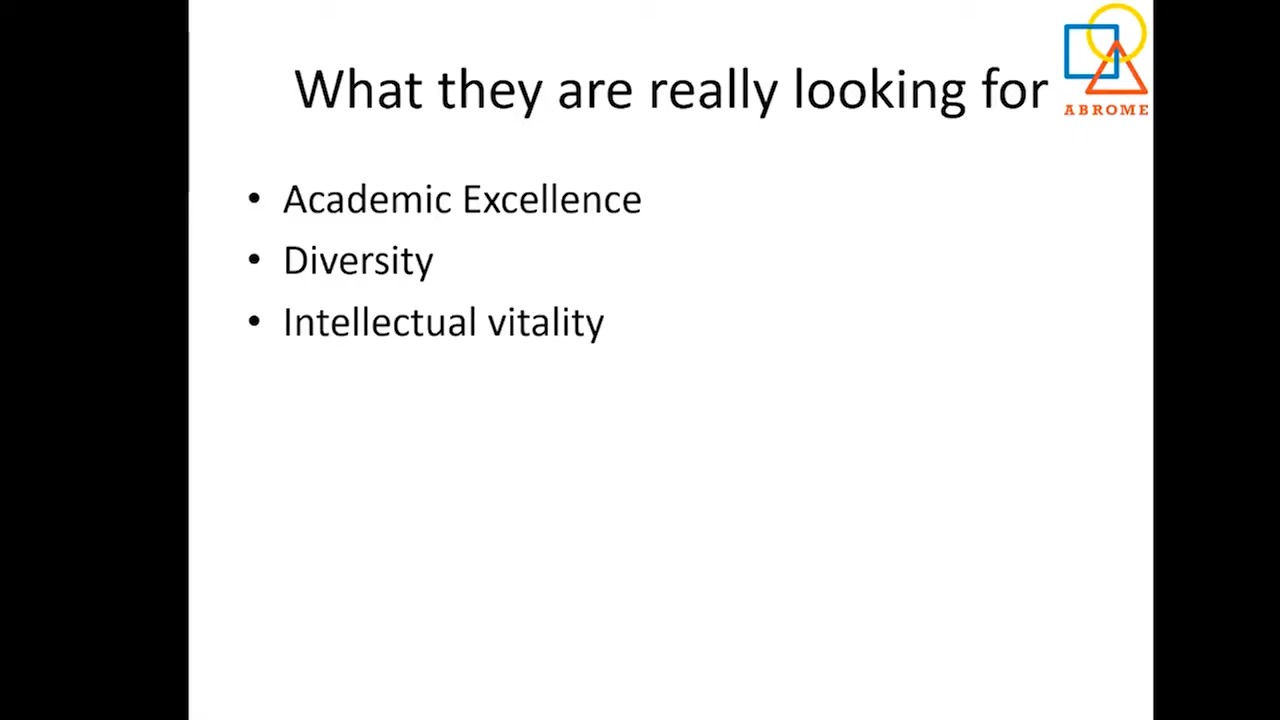 What they are really looking for
ABROME
• Academic Excellence
• Diversity
• Intellectual vitality